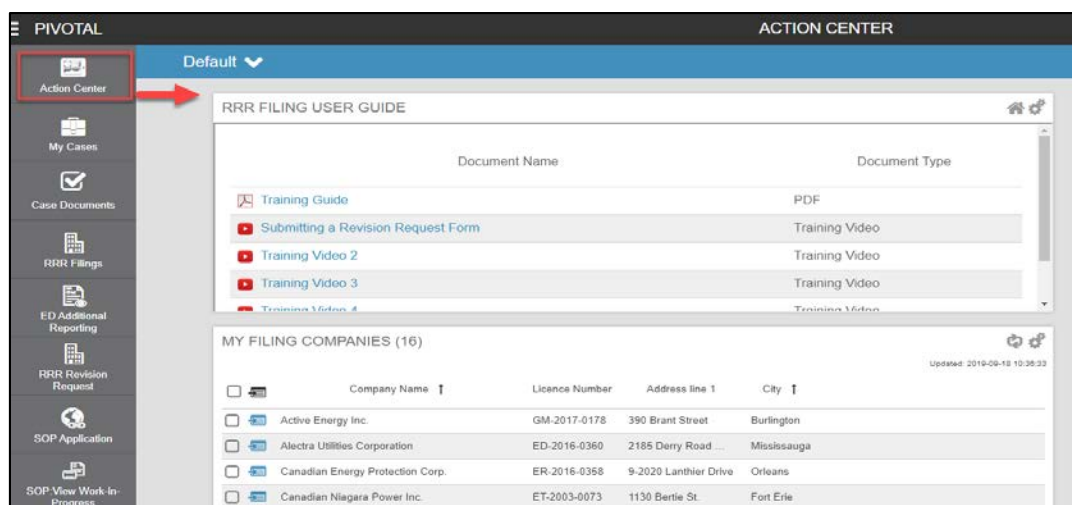 PIVOTAL ACTION CENTER
Default
Action Center
My Cases
Case Documents
RRR Filings
ED Additional
Reporting
RRR Revision
Request
SOP Application
SOP:View Work-in-
Progress
RRR FILING USER GUIDE
Document Name Document Type
Training Guide PDF
Submitting a Revision Request Form Training Video
Training Video 2 Training Video
Training Video 3 Training Video
Training Video 4 Training Video
MY FILING COMPANIES (16)
Updated: 2019-09-18 10:36:33
Company Name Licence Number Address line 1 City
Active Energy Inc. GM-2017-0178 390 Brant Street Burlington
Alectra Utilities Corporation ED-2016-0360 2185 Derry Road ... Mississauga
Canadian Energy Protection Corp. ER-2016-0368 9-2020 Lanthier Drive Orleans
Canadian Niagara Power Inc. ET-2003-0073 1130 Bertie St. Fort Erie